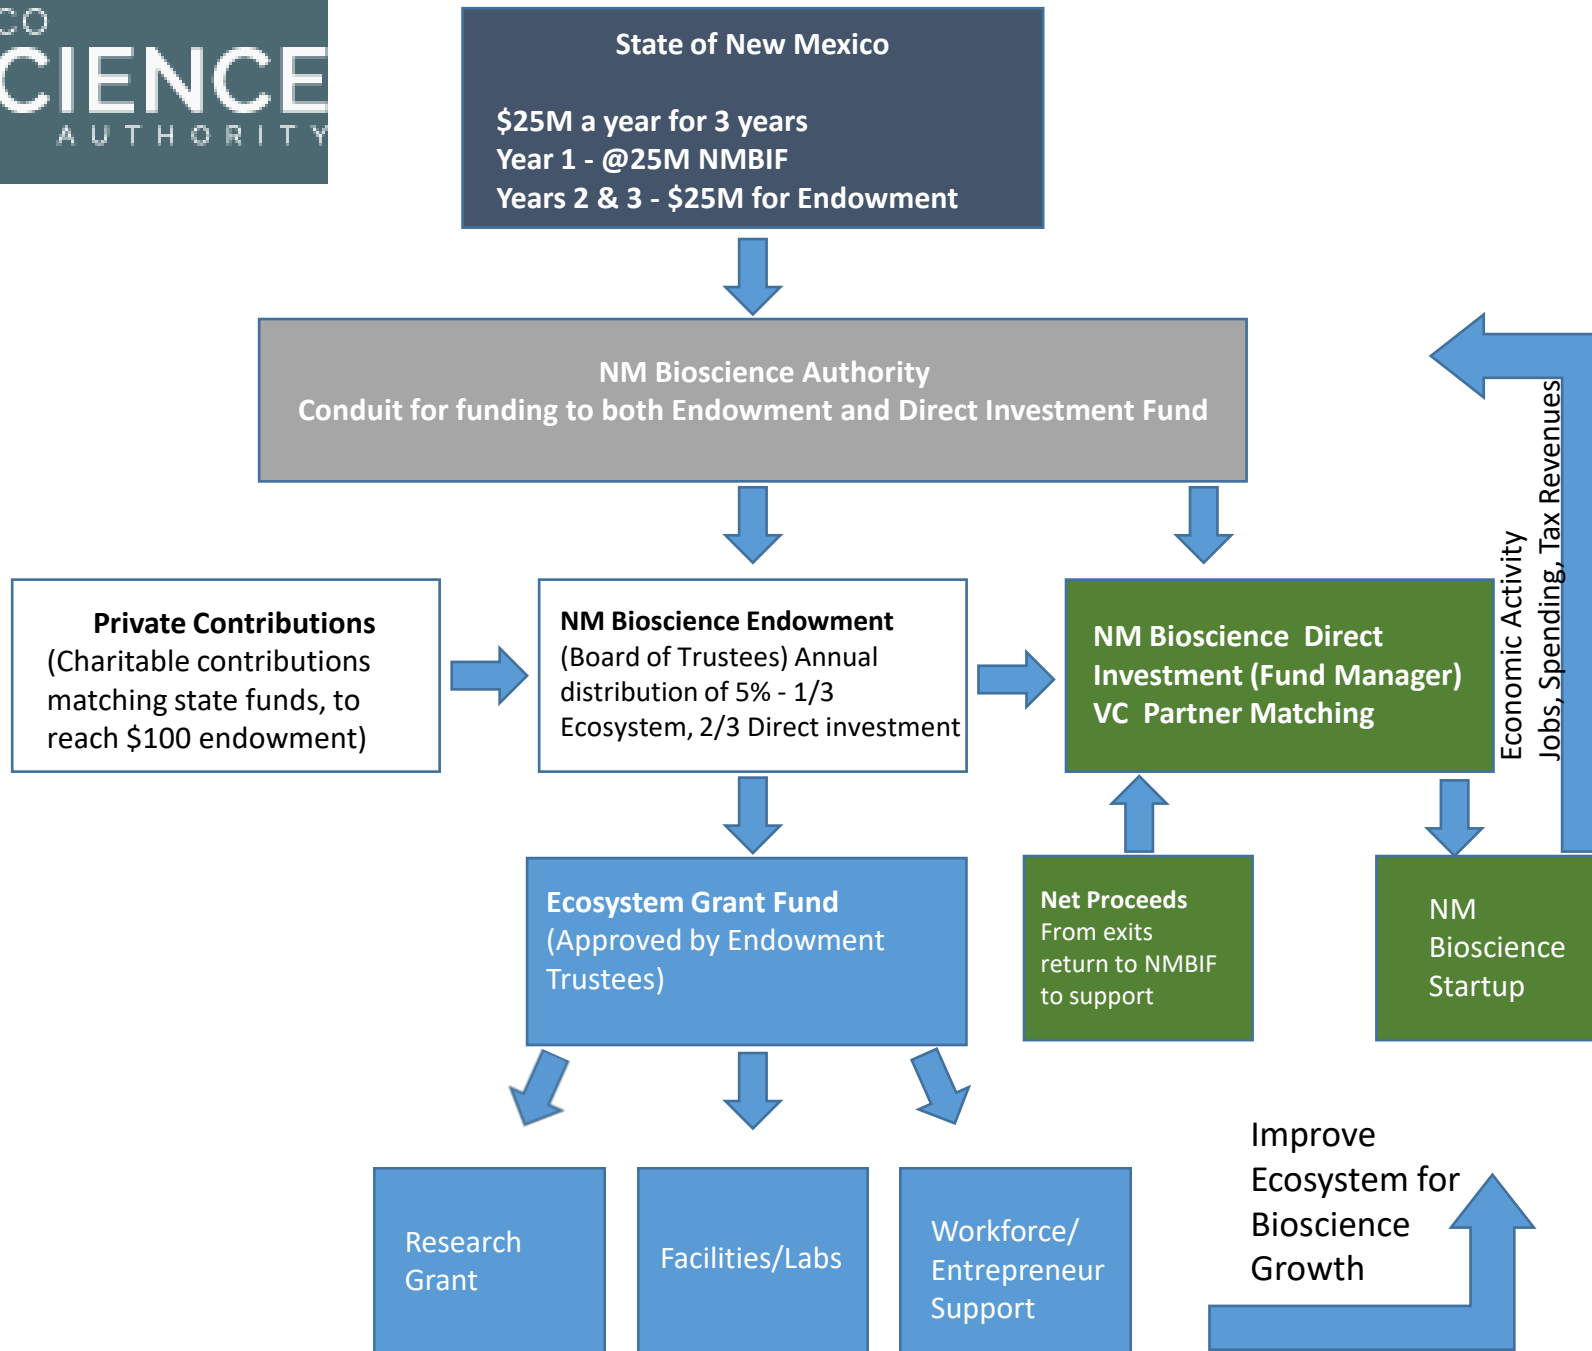 CO
CIENCE
AUTHORITY
State of New Mexico
$25M a year for 3 years
Year 1 - @25M NMBIF
Years 2 & 3 - $25M for Endowment
NM Bioscience Authority
Conduit for funding to both Endowment and Direct Investment Fund
Economic Activity
Jobs, Spending, Tax Revenues
Private Contributions
(Charitable contributions
matching state funds, to
reach $100 endowment)
NM Bioscience Endowment
(Board of Trustees) Annual
distribution of 5% - 1/3
Ecosystem, 2/3 Direct investment
NM Bioscience  Direct
Investment (Fund Manager)
VC  Partner Matching
Ecosystem Grant Fund
(Approved by Endowment
Trustees)
Net Proceeds
From exits
return to NMBIF
to support
NM
Bioscience
Startup
Research
Grant
Facilities/Labs
Workforce/
Entrepreneur
Support
Improve
Ecosystem for
Bioscience
Growth